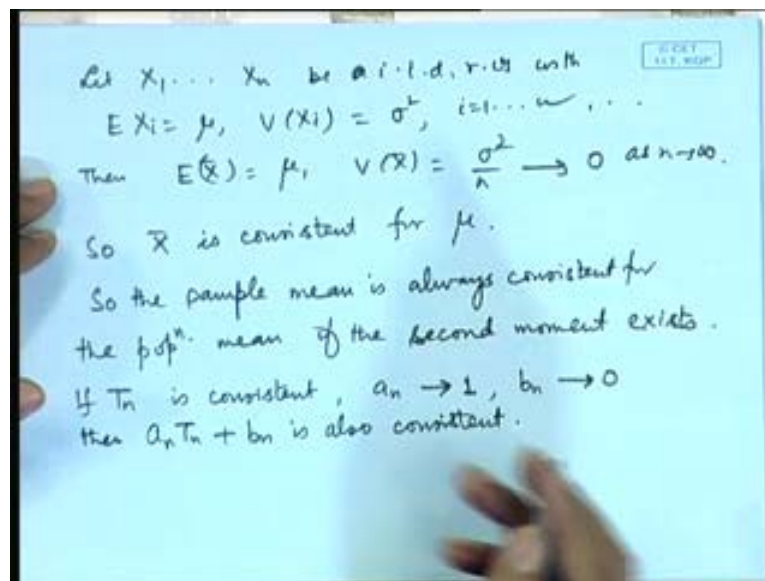 Let X₁ . . . Xₙ be a i.i.d. r.vs with
E Xᵢ = μ, V(Xᵢ) = σ², i=1 . . . n, . .
Then E(X̄) = μ, V(X̄) = σ²/n → 0 as n→∞.
So X̄ is consistent for μ.
So the sample mean is always consistent for
the popⁿ. mean if the second moment exists.
If Tₙ is consistent, aₙ → 1, bₙ → 0
then aₙTₙ + bₙ is also consistent.